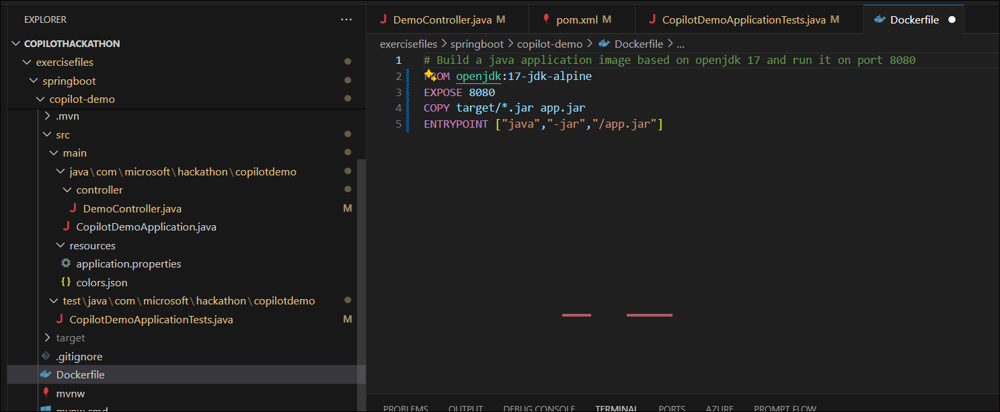 EXPLORER ...
COPILOTHACKATHON
exercisefiles
springboot
copilot-demo
.mvn
src
main
java\com\microsoft\hackathon\copilotdemo
controller
J DemoController.java M
J CopilotDemoApplication.java
resources
application.properties
{} colors.json
test\java\com\microsoft\hackathon\copilotdemo
J CopilotDemoApplicationTests.java M
target
.gitignore
Dockerfile
mvnw
mvnw.cmd
J DemoController.java M pom.xml M J CopilotDemoApplicationTests.java M Dockerfile
exercisefiles > springboot > copilot-demo > Dockerfile > ...
1 # Build a java application image based on openjdk 17 and run it on port 8080
2 FROM openjdk:17-jdk-alpine
3 EXPOSE 8080
4 COPY target/*.jar app.jar
5 ENTRYPOINT ["java","-jar","/app.jar"]
PROBLEMS OUTPUT DEBUG CONSOLE TERMINAL PORTS AZURE PROMPT FLOW